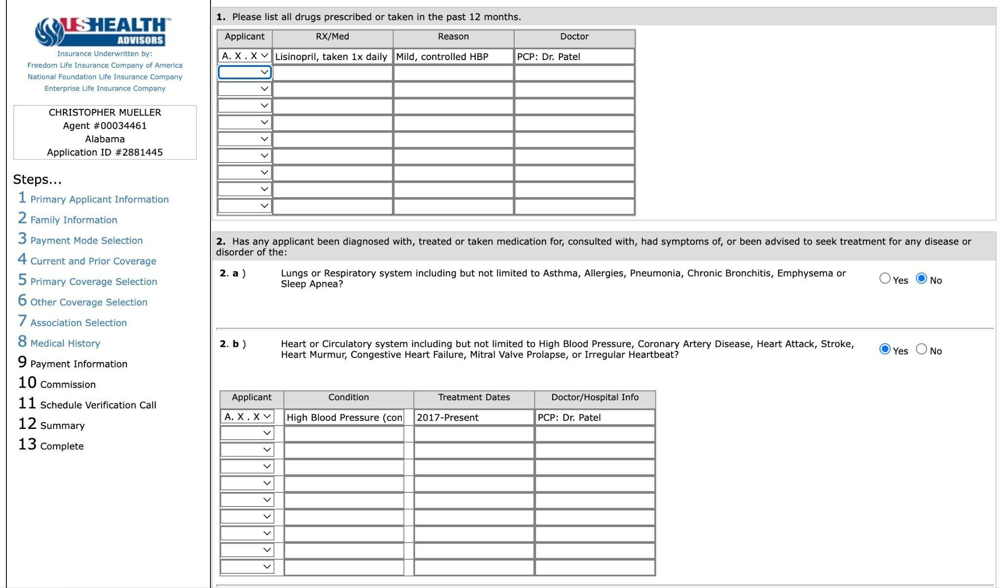 USHEALTH™
ADVISORS
Insurance Underwritten by:
Freedom Life Insurance Company of America
National Foundation Life Insurance Company
Enterprise Life Insurance Company
CHRISTOPHER MUELLER
Agent #00034461
Alabama
Application ID #2881445
Steps...
1 Primary Applicant Information
2 Family Information
3 Payment Mode Selection
4 Current and Prior Coverage
5 Primary Coverage Selection
6 Other Coverage Selection
7 Association Selection
8 Medical History
9 Payment Information
10 Commission
11 Schedule Verification Call
12 Summary
13 Complete
1. Please list all drugs prescribed or taken in the past 12 months.
Applicant RX/Med Reason Doctor
A. X . X Lisinopril, taken 1x daily Mild, controlled HBP PCP: Dr. Patel
2. Has any applicant been diagnosed with, treated or taken medication for, consulted with, had symptoms of, or been advised to seek treatment for any disease or
disorder of the:
2. a ) Lungs or Respiratory system including but not limited to Asthma, Allergies, Pneumonia, Chronic Bronchitis, Emphysema or
Sleep Apnea?
Yes No
2. b ) Heart or Circulatory system including but not limited to High Blood Pressure, Coronary Artery Disease, Heart Attack, Stroke,
Heart Murmur, Congestive Heart Failure, Mitral Valve Prolapse, or Irregular Heartbeat?
Yes No
Applicant Condition Treatment Dates Doctor/Hospital Info
A. X . X High Blood Pressure (con 2017-Present PCP: Dr. Patel